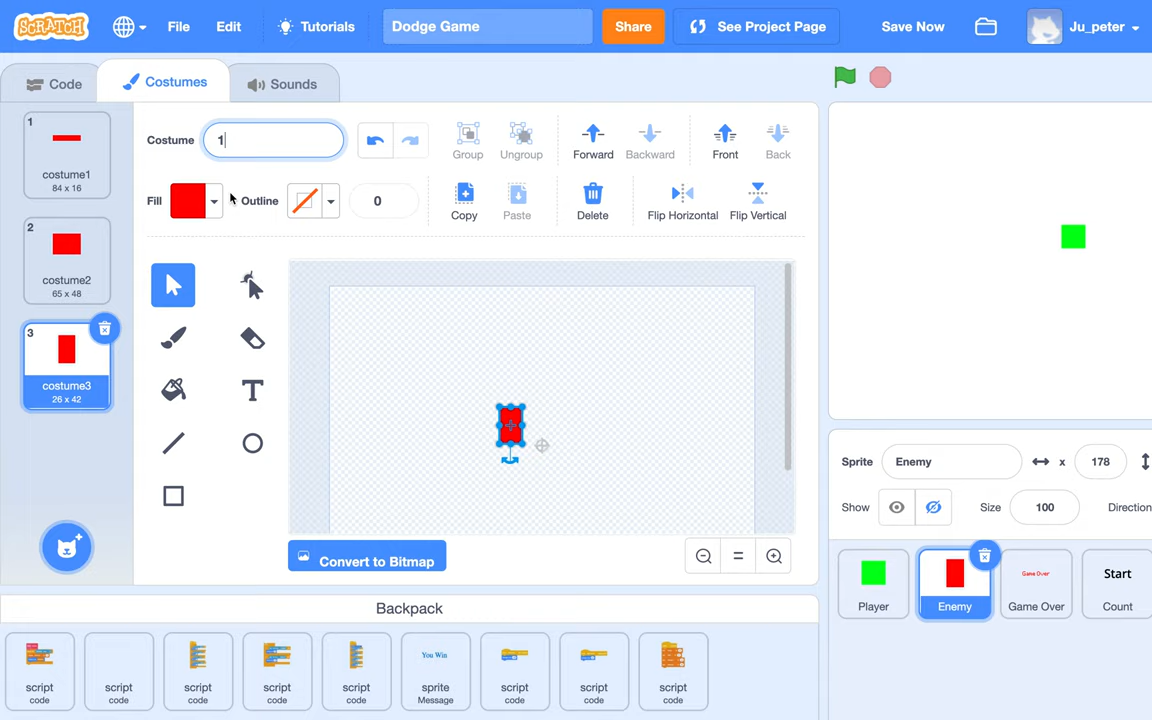 SCRATCH
File
Edit
Tutorials
Dodge Game
Share
See Project Page
Save Now
Ju_peter
Code
Costumes
Sounds
1
costume1
84 x 16
2
costume2
65 x 48
3
costume3
26 x 42
Costume
1
Group
Ungroup
Forward
Backward
Front
Back
Fill
Outline
0
Copy
Paste
Delete
Flip Horizontal
Flip Vertical
Convert to Bitmap
Sprite
Enemy
x
178
Show
Size
100
Direction
Player
Enemy
Game Over
Game Over
Start
Count
Backpack
script
code
script
code
script
code
script
code
script
code
You Win
sprite
Message
script
code
script
code
script
code